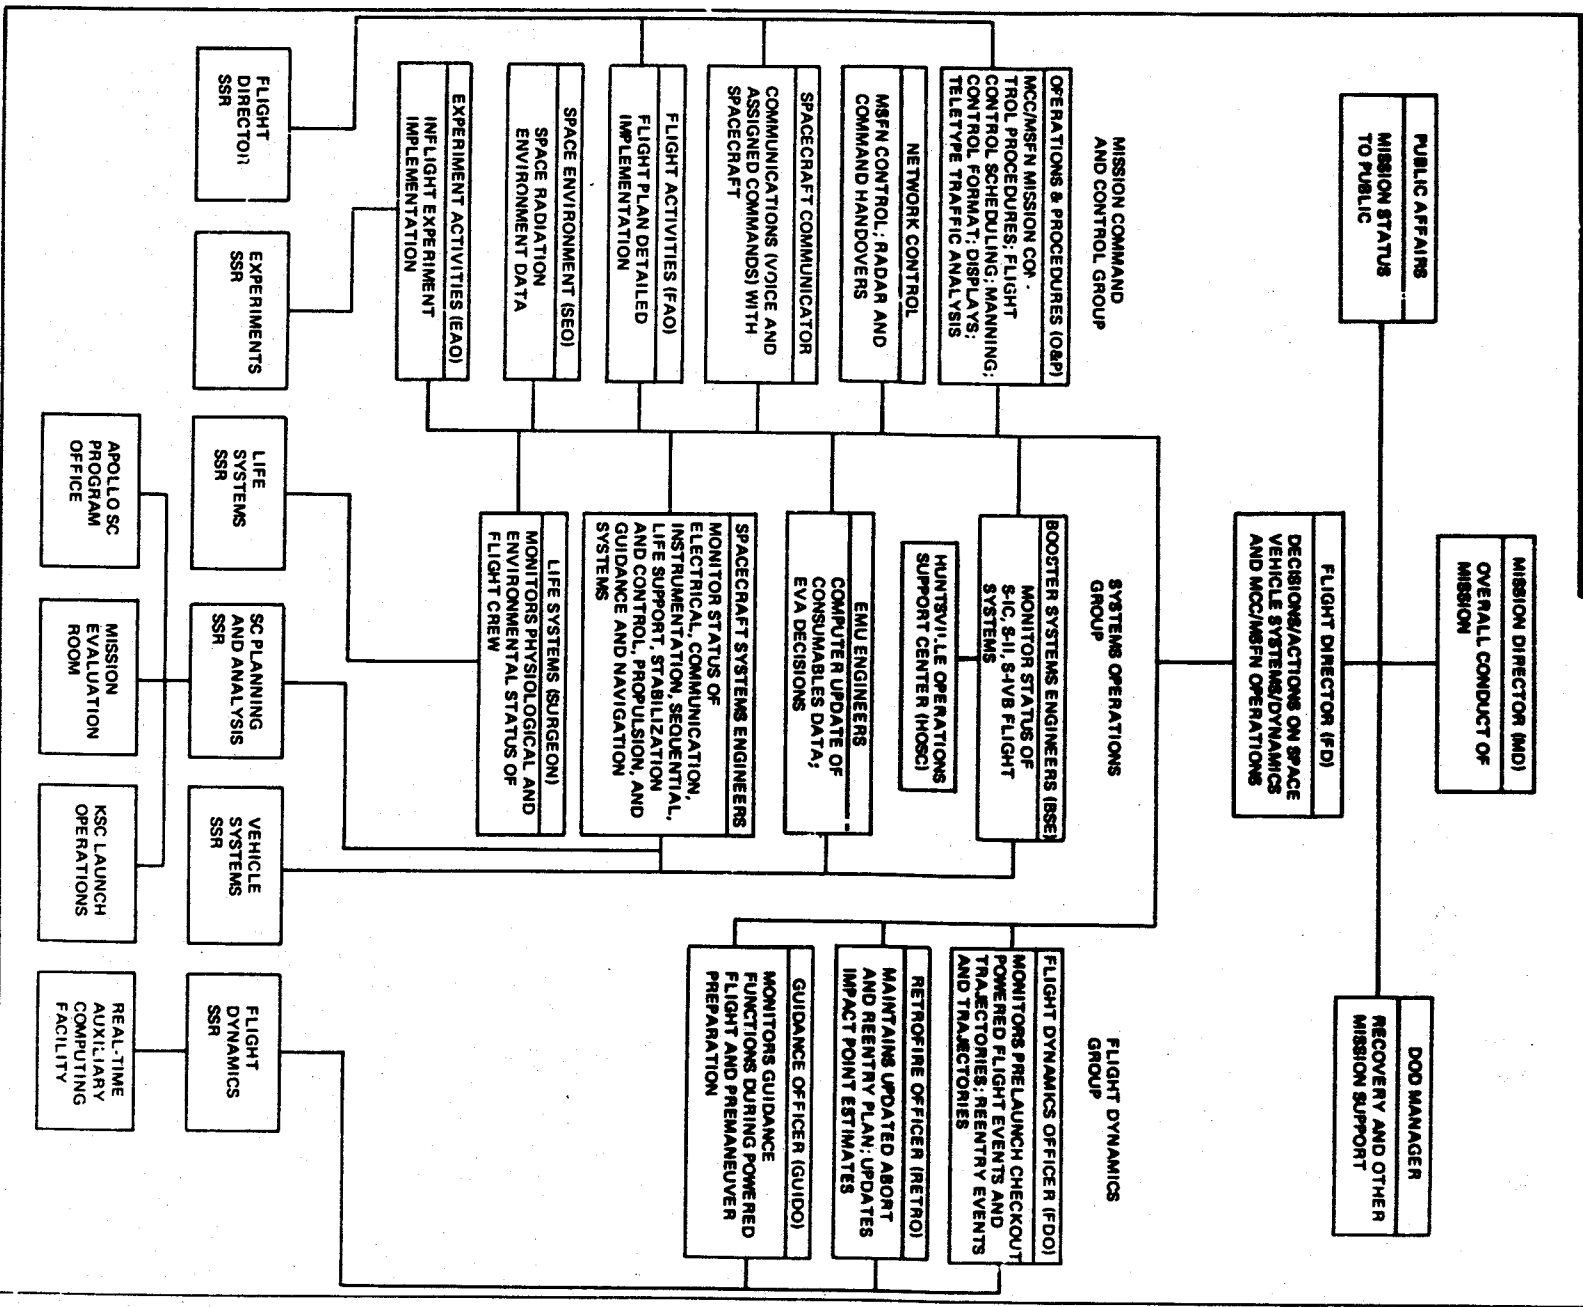 MISSION DIRECTOR (MD)
OVERALL CONDUCT OF
MISSION
PUBLIC AFFAIRS
MISSION STATUS
TO PUBLIC
DOD MANAGER
RECOVERY AND OTHER
MISSION SUPPORT
FLIGHT DIRECTOR (FD)
DECISIONS/ACTIONS ON SPACE
VEHICLE SYSTEMS/DYNAMICS
AND MCC/MSFN OPERATIONS
MISSION COMMAND
AND CONTROL GROUP
OPERATIONS & PROCEDURES (O&P)
MCC/MSFN MISSION CON-
TROL PROCEDURES; FLIGHT
CONTROL SCHEDULING; MANNING;
CONTROL FORMAT; DISPLAYS;
TELETYPE TRAFFIC ANALYSIS
NETWORK CONTROL
MSFN CONTROL; RADAR AND
COMMAND HANDOVERS
SPACECRAFT COMMUNICATOR
COMMUNICATIONS (VOICE AND
ASSIGNED COMMANDS) WITH
SPACECRAFT
FLIGHT ACTIVITIES (FAO)
FLIGHT PLAN DETAILED
IMPLEMENTATION
SPACE ENVIRONMENT (SEO)
SPACE RADIATION
ENVIRONMENT DATA
EXPERIMENT ACTIVITIES (EAO)
INFLIGHT EXPERIMENT
IMPLEMENTATION
SYSTEMS OPERATIONS
GROUP
BOOSTER SYSTEMS ENGINEERS (BSE)
MONITOR STATUS OF
S-IC, S-II, S-IVB FLIGHT
SYSTEMS
HUNTSVILLE OPERATIONS
SUPPORT CENTER (HOSC)
EMU ENGINEERS
COMPUTER UPDATE OF
CONSUMABLES DATA;
EVA DECISIONS
SPACECRAFT SYSTEMS ENGINEERS
MONITOR STATUS OF
ELECTRICAL, COMMUNICATION,
INSTRUMENTATION, SEQUENTIAL,
LIFE SUPPORT, STABILIZATION
AND CONTROL, PROPULSION, AND
GUIDANCE AND NAVIGATION
SYSTEMS
LIFE SYSTEMS (SURGEON)
MONITORS PHYSIOLOGICAL AND
ENVIRONMENTAL STATUS OF
FLIGHT CREW
FLIGHT DYNAMICS
GROUP
FLIGHT DYNAMICS OFFICER (FDO)
MONITORS PRELAUNCH CHECKOUT
POWERED FLIGHT EVENTS AND
TRAJECTORIES; REENTRY EVENTS
AND TRAJECTORIES
RETROFIRE OFFICER (RETRO)
MAINTAINS UPDATED ABORT
AND REENTRY PLAN; UPDATES
IMPACT POINT ESTIMATES
GUIDANCE OFFICER (GUIDO)
MONITORS GUIDANCE
FUNCTIONS DURING POWERED
FLIGHT AND PREMANEUVER
PREPARATION
FLIGHT
DIRECTOR
SSR
EXPERIMENTS
SSR
LIFE
SYSTEMS
SSR
SC PLANNING
AND ANALYSIS
SSR
VEHICLE
SYSTEMS
SSR
FLIGHT
DYNAMICS
SSR
APOLLO SC
PROGRAM
OFFICE
MISSION
EVALUATION
ROOM
KSC LAUNCH
OPERATIONS
REAL-TIME
AUXILIARY
COMPUTING
FACILITY